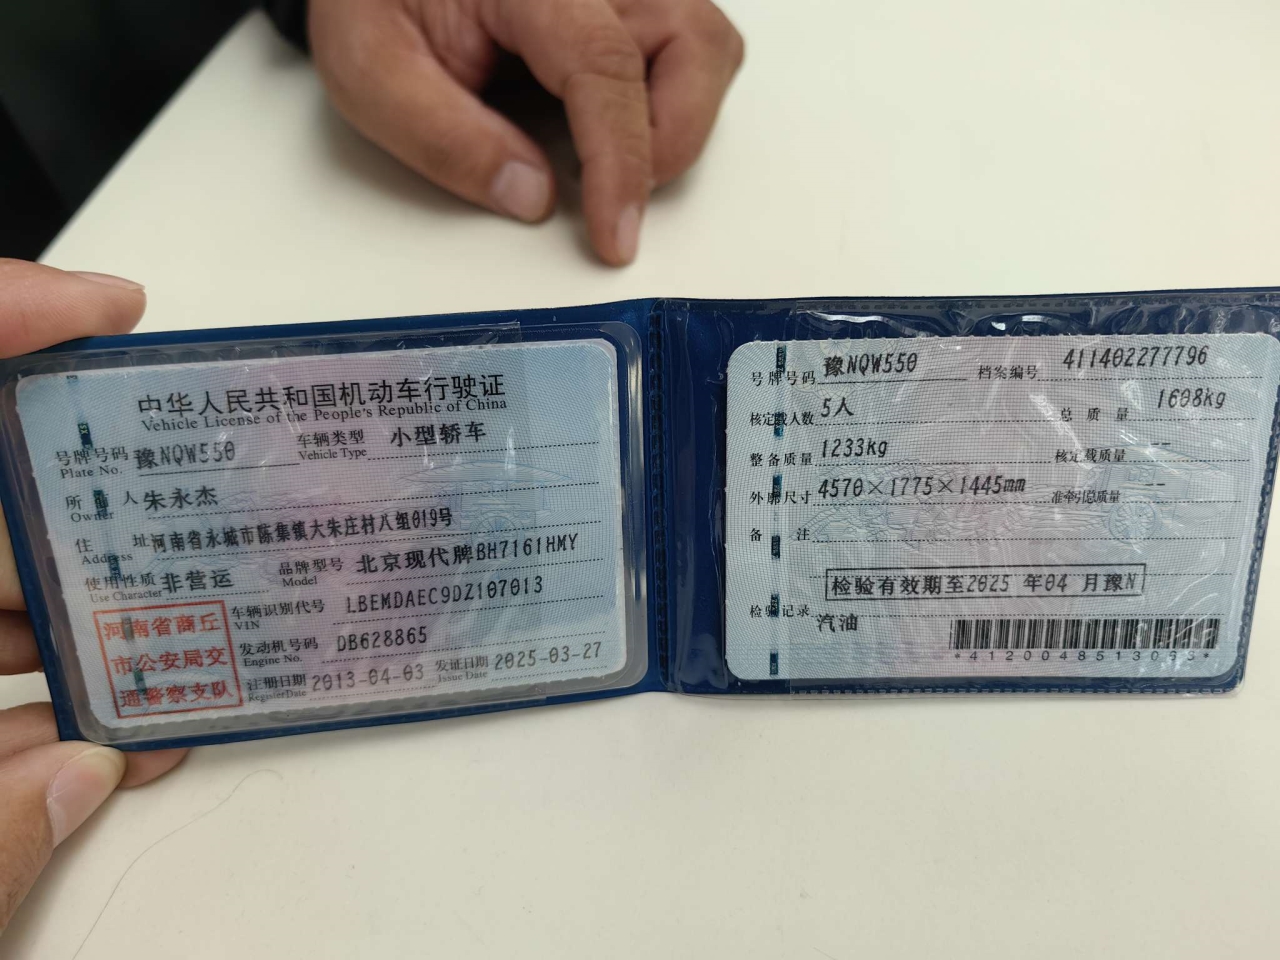 中华人民共和国机动车行驶证
Vehicle License of the People's Republic of China
号牌号码 豫NQW550 车辆类型 小型轿车
Plate No. Vehicle Type
所有人 朱永杰
Owner
住址 河南省永城市陈集镇大朱庄村八组019号
Address
使用性质 非营运 品牌型号 北京现代牌BH7161HMY
Use Character Model
河南省商丘
市公安局交
通警察支队
车辆识别代号 LBEMDAEC9DZ107013
VIN
发动机号码 DB628865
Engine No.
注册日期 2013-04-03 发证日期 2025-03-27
Register Date Issue Date
号牌号码 豫NQW550 档案编号 411402277796
核定载人数 5人 总质量 1608kg
整备质量 1233kg 核定载质量 --
外廓尺寸 4570×1775×1445mm 准牵引总质量 --
备注
检验有效期至2025 年04 月豫N
检验记录
汽油